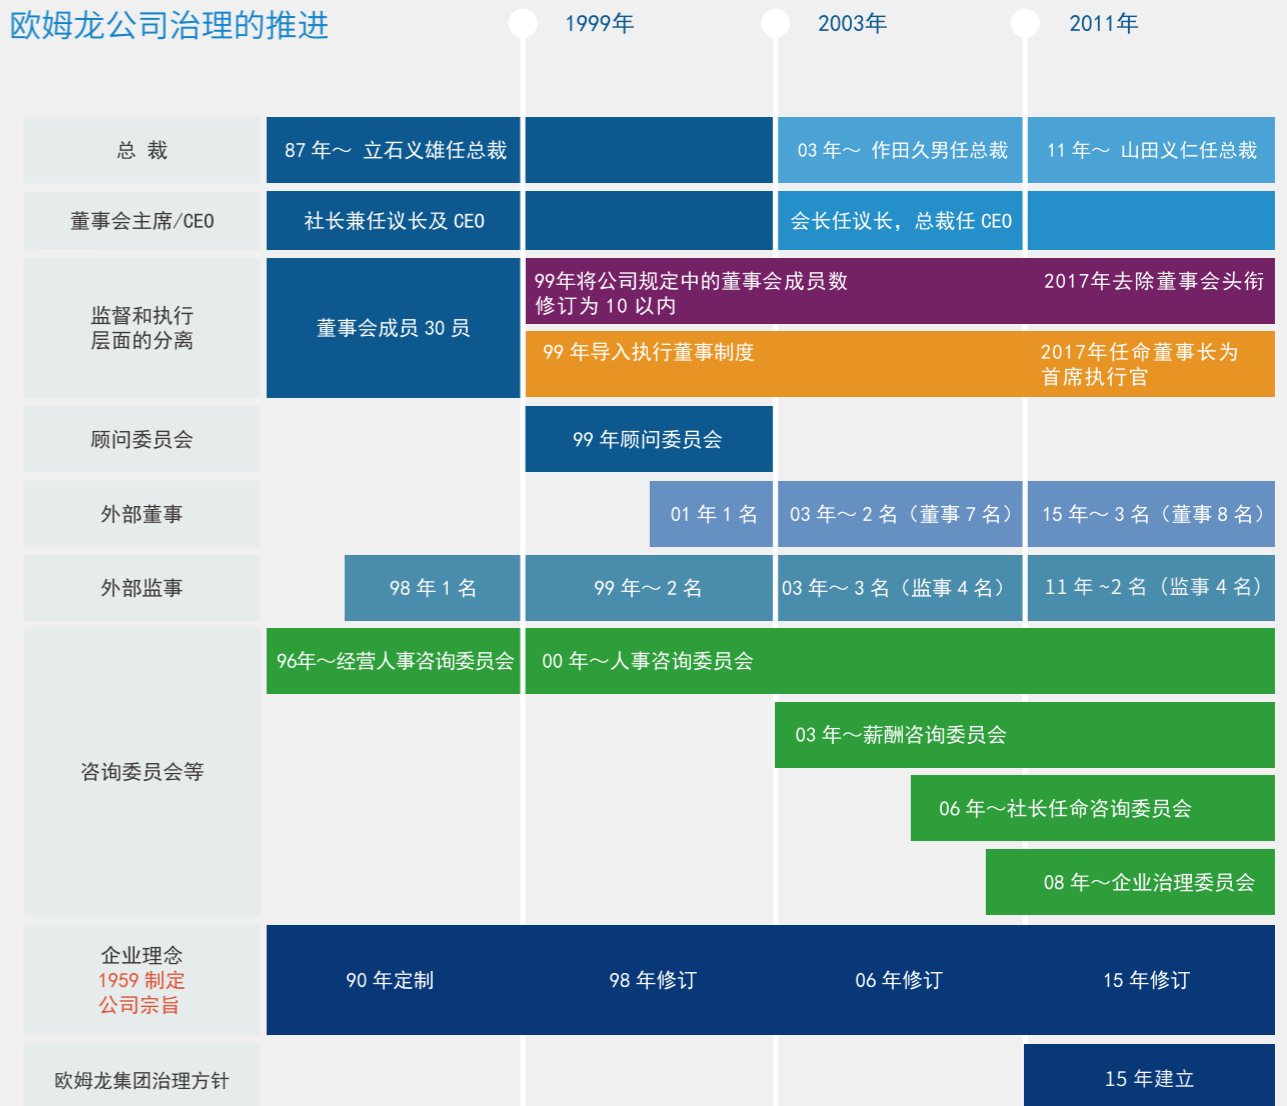 欧姆龙公司治理的推进
1999年
2003年
2011年
总 裁
87 年～ 立石义雄任总裁
03 年～ 作田久男任总裁
11 年～ 山田义仁任总裁
董事会主席/CEO
社长兼任议长及 CEO
会长任议长，总裁任 CEO
监督和执行
层面的分离
董事会成员 30 员
99年将公司规定中的董事会成员数
修订为 10 以内
2017年去除董事会头衔
99 年导入执行董事制度
2017年任命董事长为
首席执行官
顾问委员会
99 年顾问委员会
外部董事
01 年 1 名
03 年～ 2 名（董事 7 名）
15 年～ 3 名（董事 8 名）
外部监事
98 年 1 名
99 年～ 2 名
03 年～ 3 名（监事 4 名）
11 年 ~2 名（监事 4 名）
咨询委员会等
96年～经营人事咨询委员会
00 年～人事咨询委员会
03 年～薪酬咨询委员会
06 年～社长任命咨询委员会
08 年～企业治理委员会
企业理念
1959 制定
公司宗旨
90 年定制
98 年修订
06 年修订
15 年修订
欧姆龙集团治理方针
15 年建立